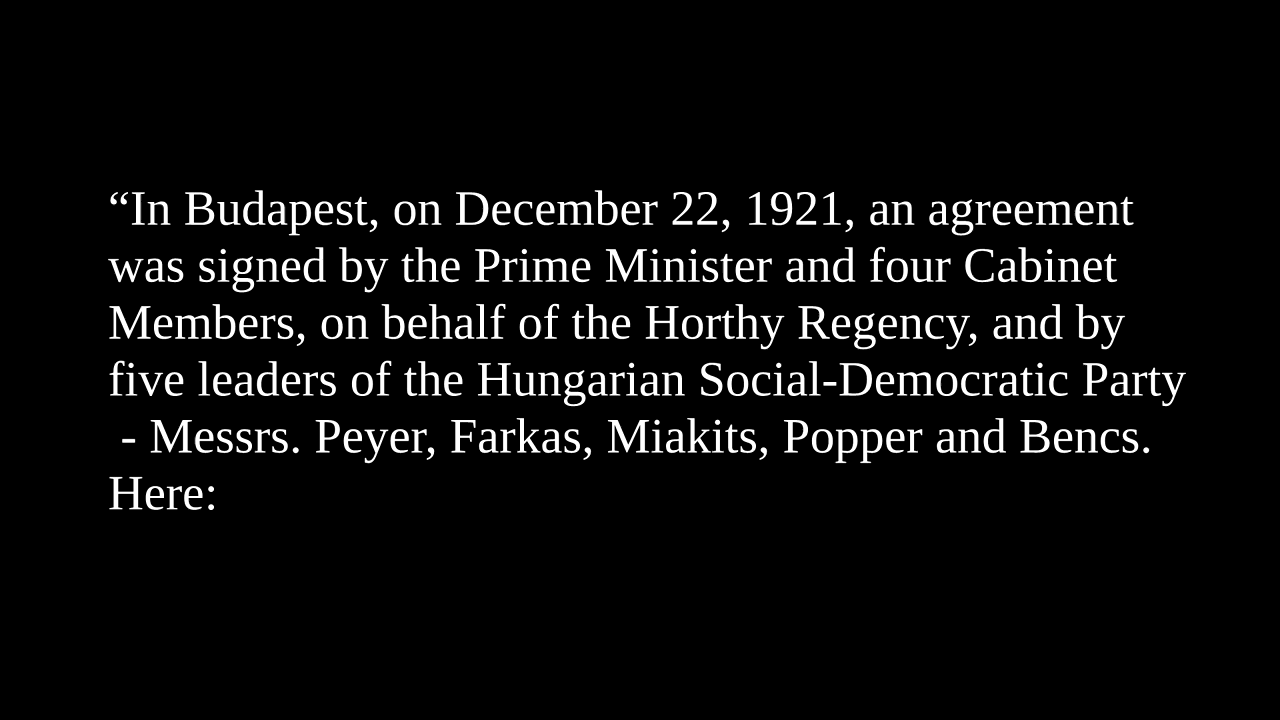 “In Budapest, on December 22, 1921, an agreement
was signed by the Prime Minister and four Cabinet
Members, on behalf of the Horthy Regency, and by
five leaders of the Hungarian Social-Democratic Party
- Messrs. Peyer, Farkas, Miakits, Popper and Bencs.
Here: